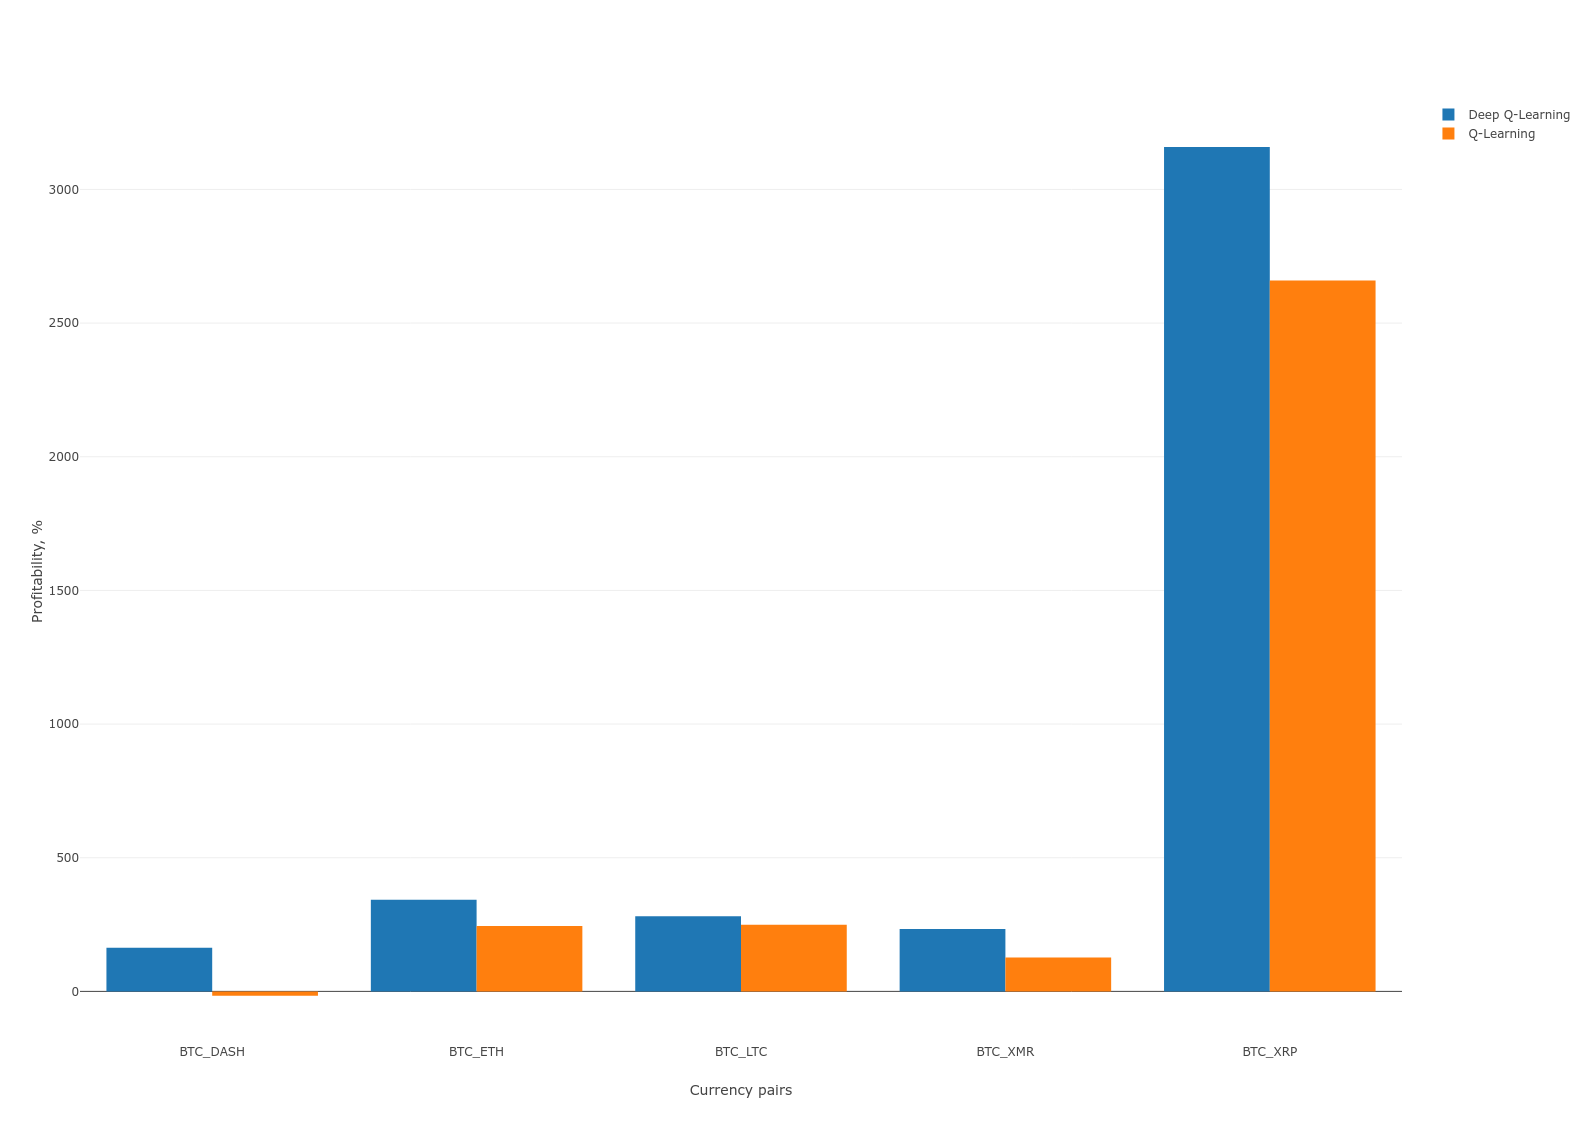 Deep Q-Learning
Q-Learning
3000
2500
2000
1500
1000
500
0
Profitability, %
BTC_DASH
BTC_ETH
BTC_LTC
BTC_XMR
BTC_XRP
Currency pairs